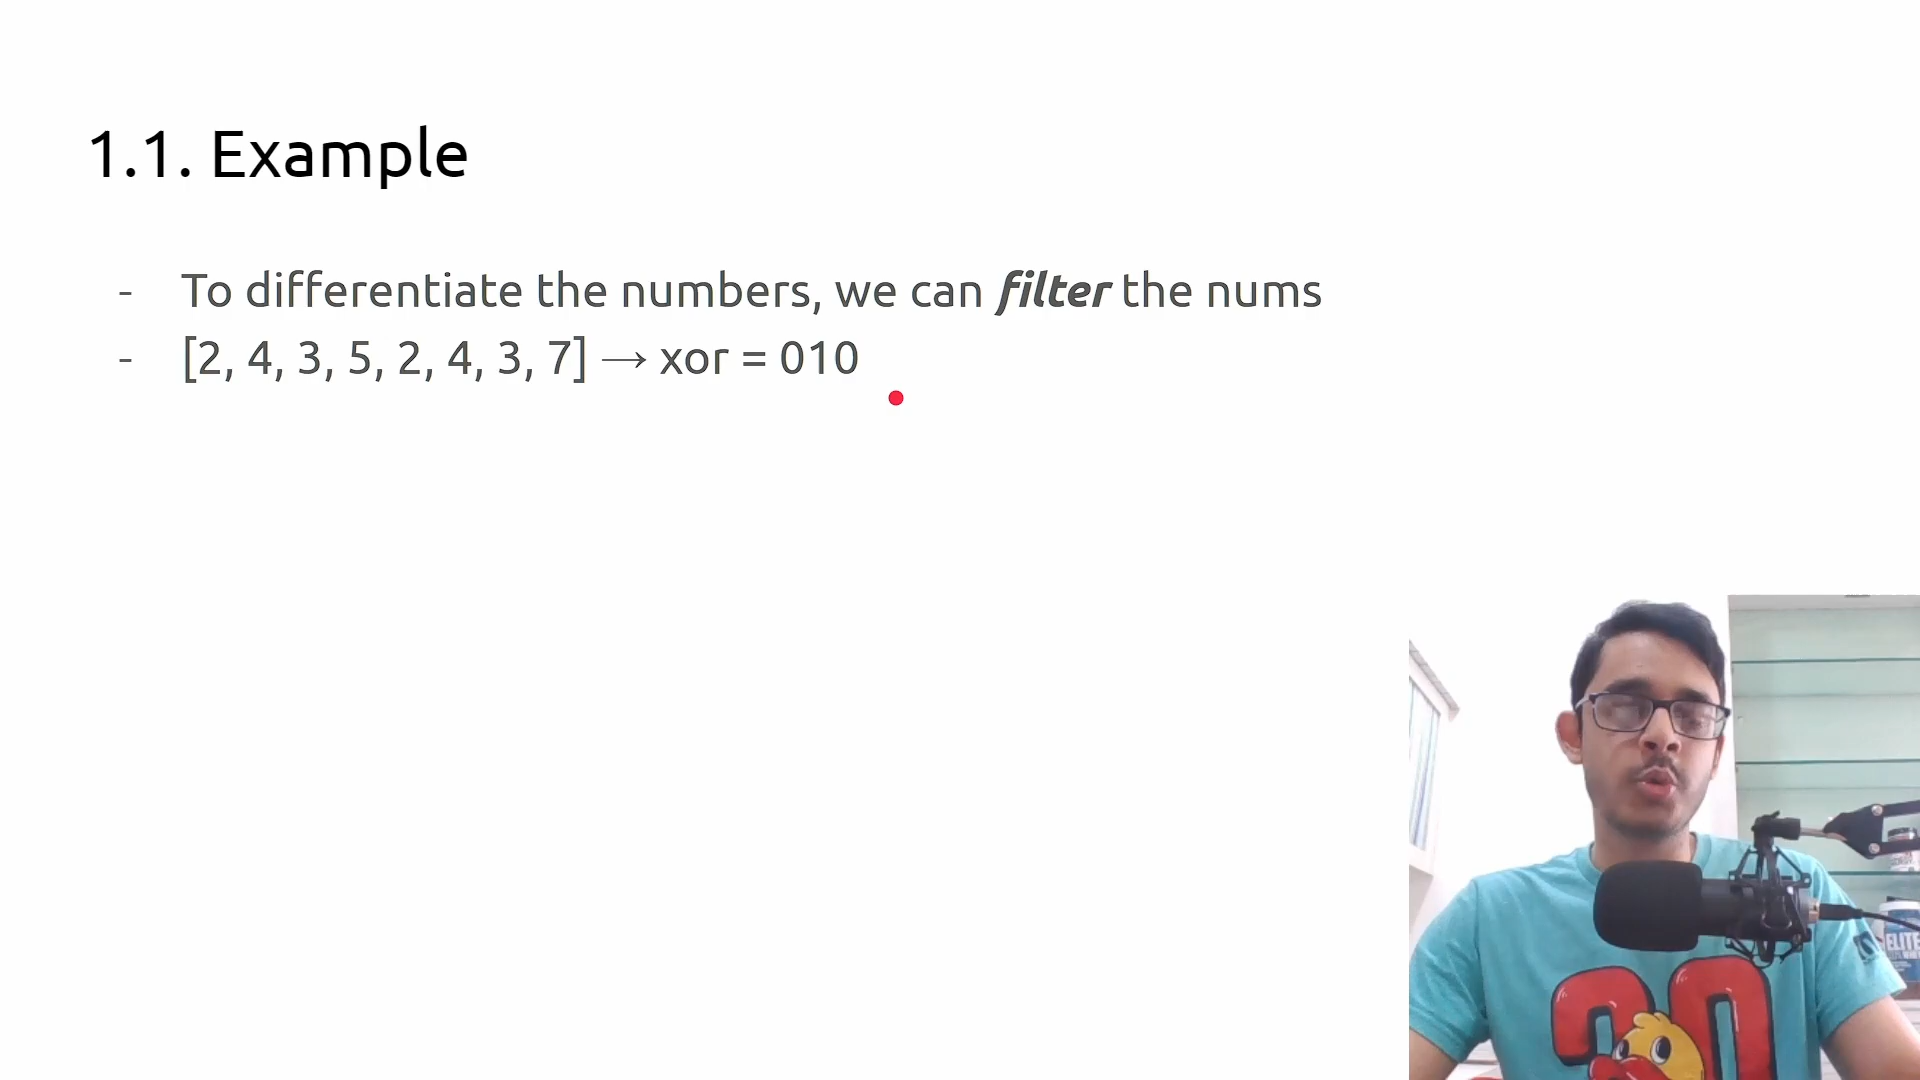 1.1. Example
- To differentiate the numbers, we can filter the nums
- [2, 4, 3, 5, 2, 4, 3, 7] → xor = 010
ELITE